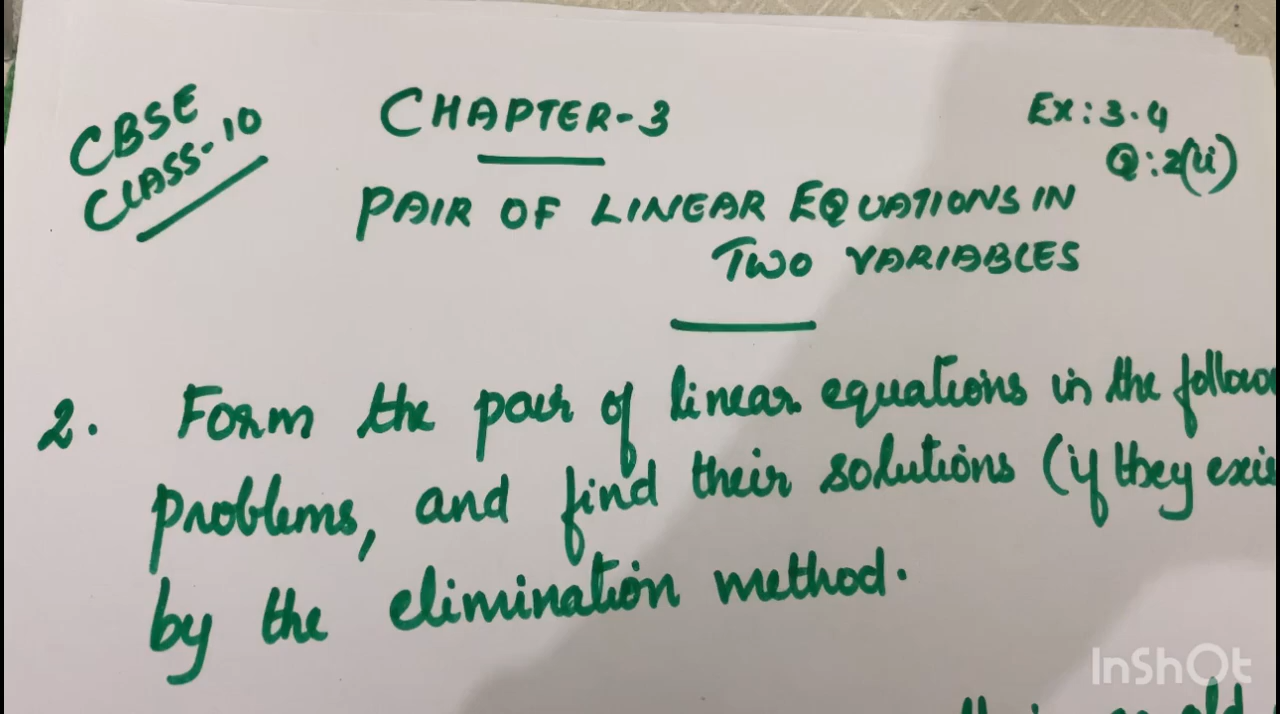 CBSE
CLASS-10
CHAPTER-3
Ex: 3.4
Q: 2(ii)
PAIR OF LINEAR EQUATIONS IN
TWO VARIABLES
2. Form the pair of linear equations in the follow
problems, and find their solutions (if they exis
by the elimination method.
InShOt